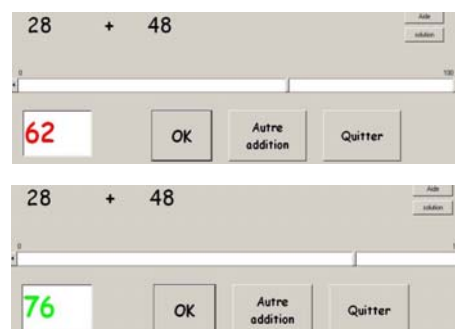 28 + 48
Aide
solution
0 100
62 OK Autre addition Quitter
28 + 48
Aide
solution
0
76 OK Autre addition Quitter